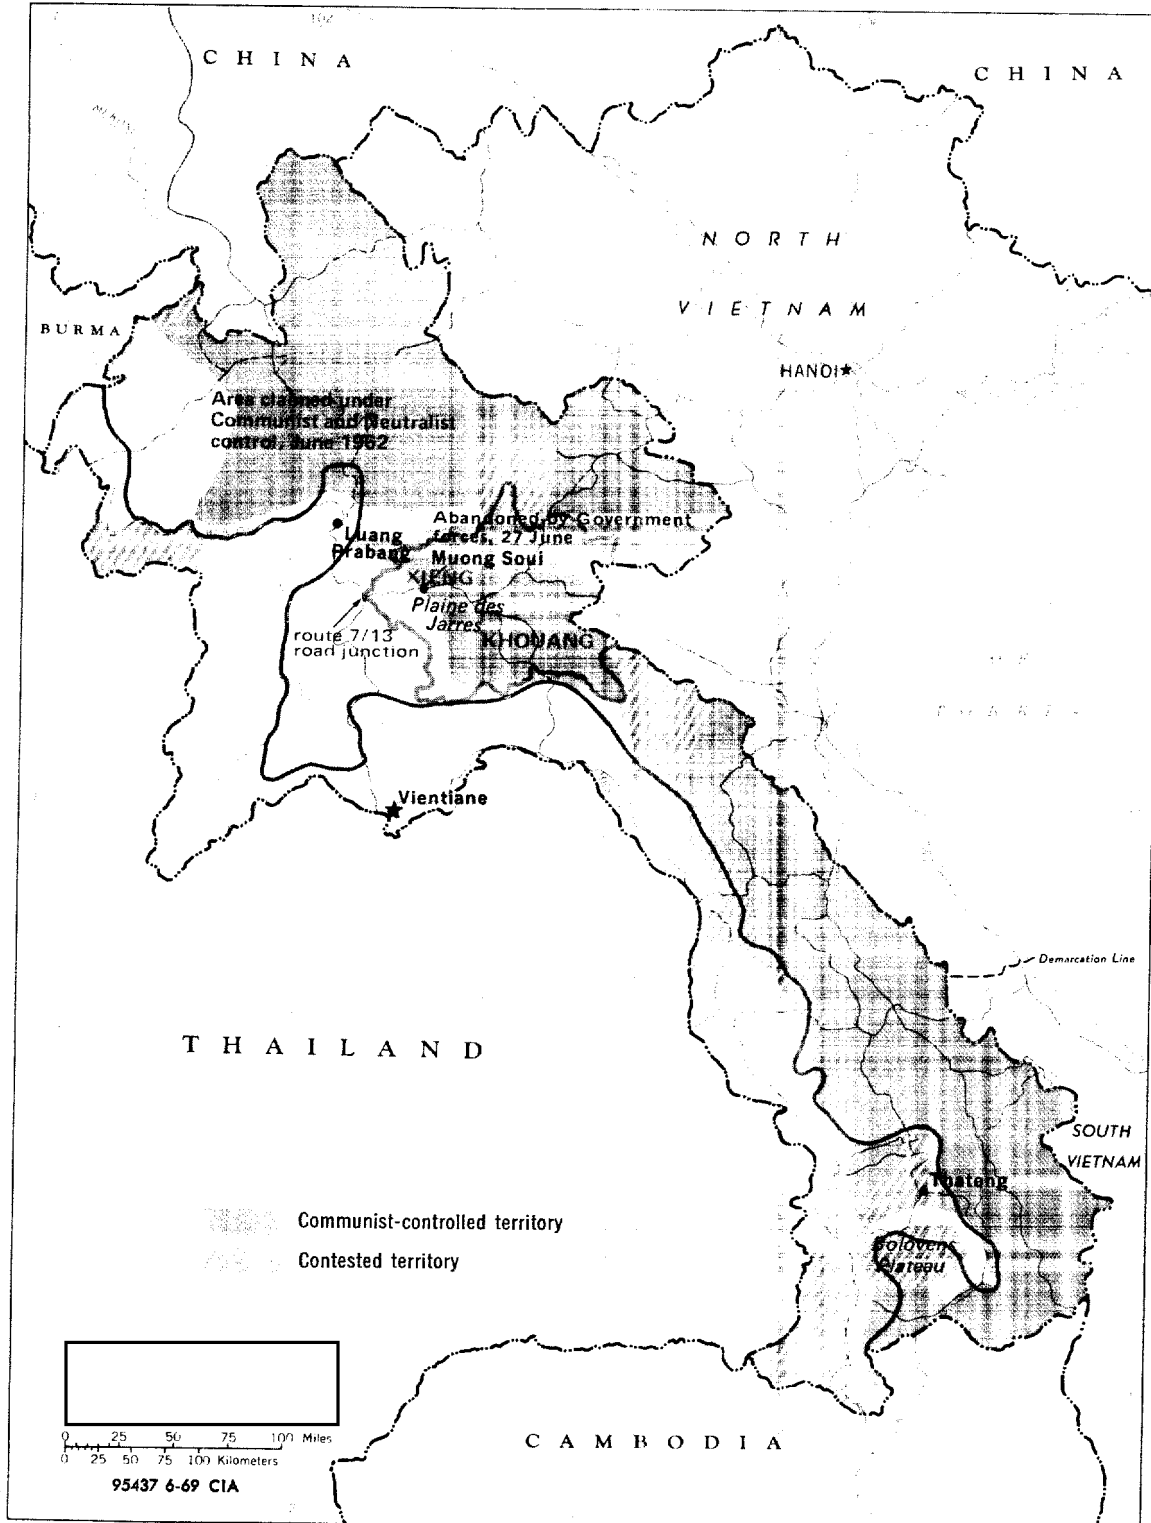 102
CHINA
CHINA
NORTH
VIETNAM
BURMA
HANOI
Area claimed under
Communist and Neutralist
control, June 1962
Abandoned by Government
forces, 27 June
Luang
Prabang
Muong Soui
XIENG
Plaine des
Jarres
KHOUANG
route 7/13
road junction
Vientiane
Demarcation Line
THAILAND
SOUTH
VIETNAM
Thateng
Bolovens
Plateau
Communist-controlled territory
Contested territory
0 25 50 75 100 Miles
0 25 50 75 100 Kilometers
CAMBODIA
95437 6-69 CIA